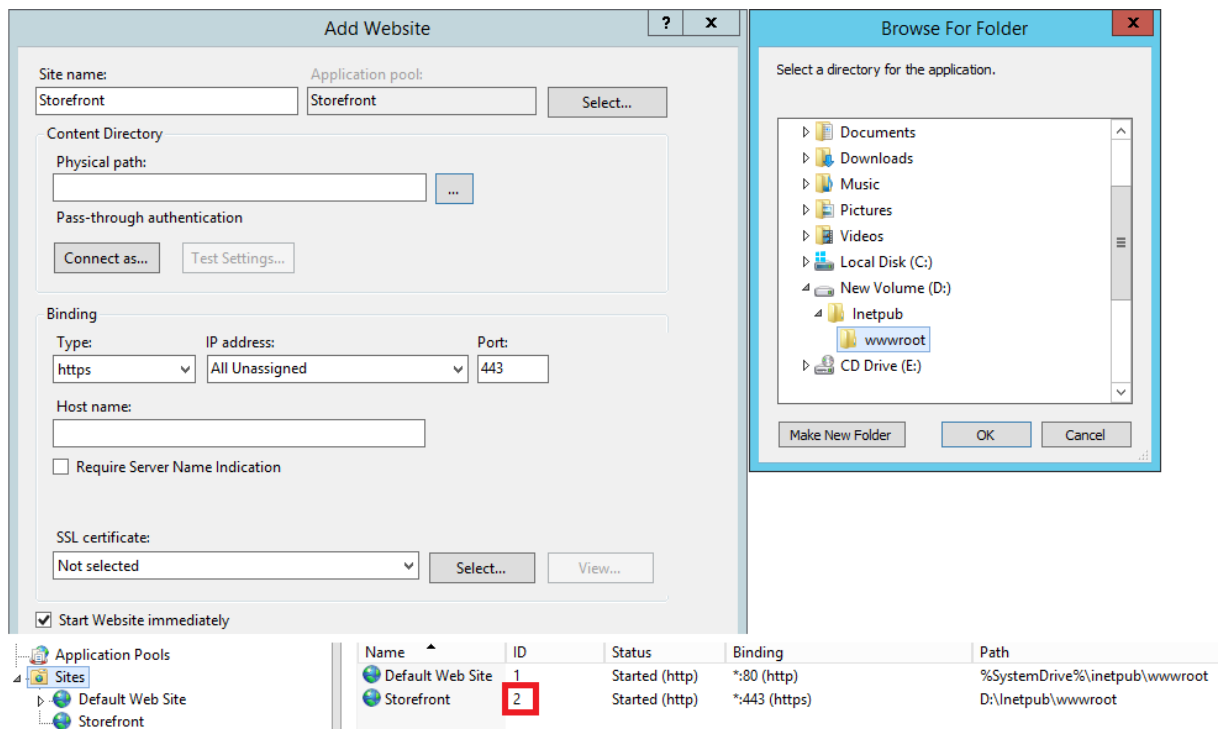 Add Website
? x
Site name:
Application pool:
Storefront
Storefront
Select...
Content Directory
Physical path:
...
Pass-through authentication
Connect as...
Test Settings...
Binding
Type:
IP address:
Port:
https
All Unassigned
443
Host name:
Require Server Name Indication
SSL certificate:
Not selected
Select...
View...
Start Website immediately
Browse For Folder
x
Select a directory for the application.
Documents
Downloads
Music
Pictures
Videos
Local Disk (C:)
New Volume (D:)
Inetpub
wwwroot
CD Drive (E:)
Make New Folder
OK
Cancel
Application Pools
Sites
Default Web Site
Storefront
Name ID Status Binding Path
Default Web Site 1 Started (http) *:80 (http) %SystemDrive%\inetpub\wwwroot
Storefront 2 Started (http) *:443 (https) D:\Inetpub\wwwroot